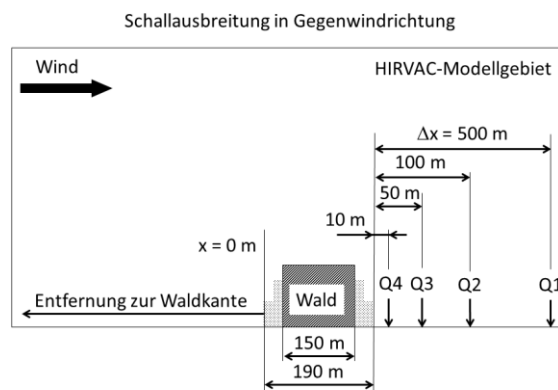 Schallausbreitung in Gegenwindrichtung
Wind
HIRVAC-Modellgebiet
Δx = 500 m
100 m
50 m
10 m
x = 0 m
Q4 Q3 Q2 Q1
Wald
Entfernung zur Waldkante
150 m
190 m